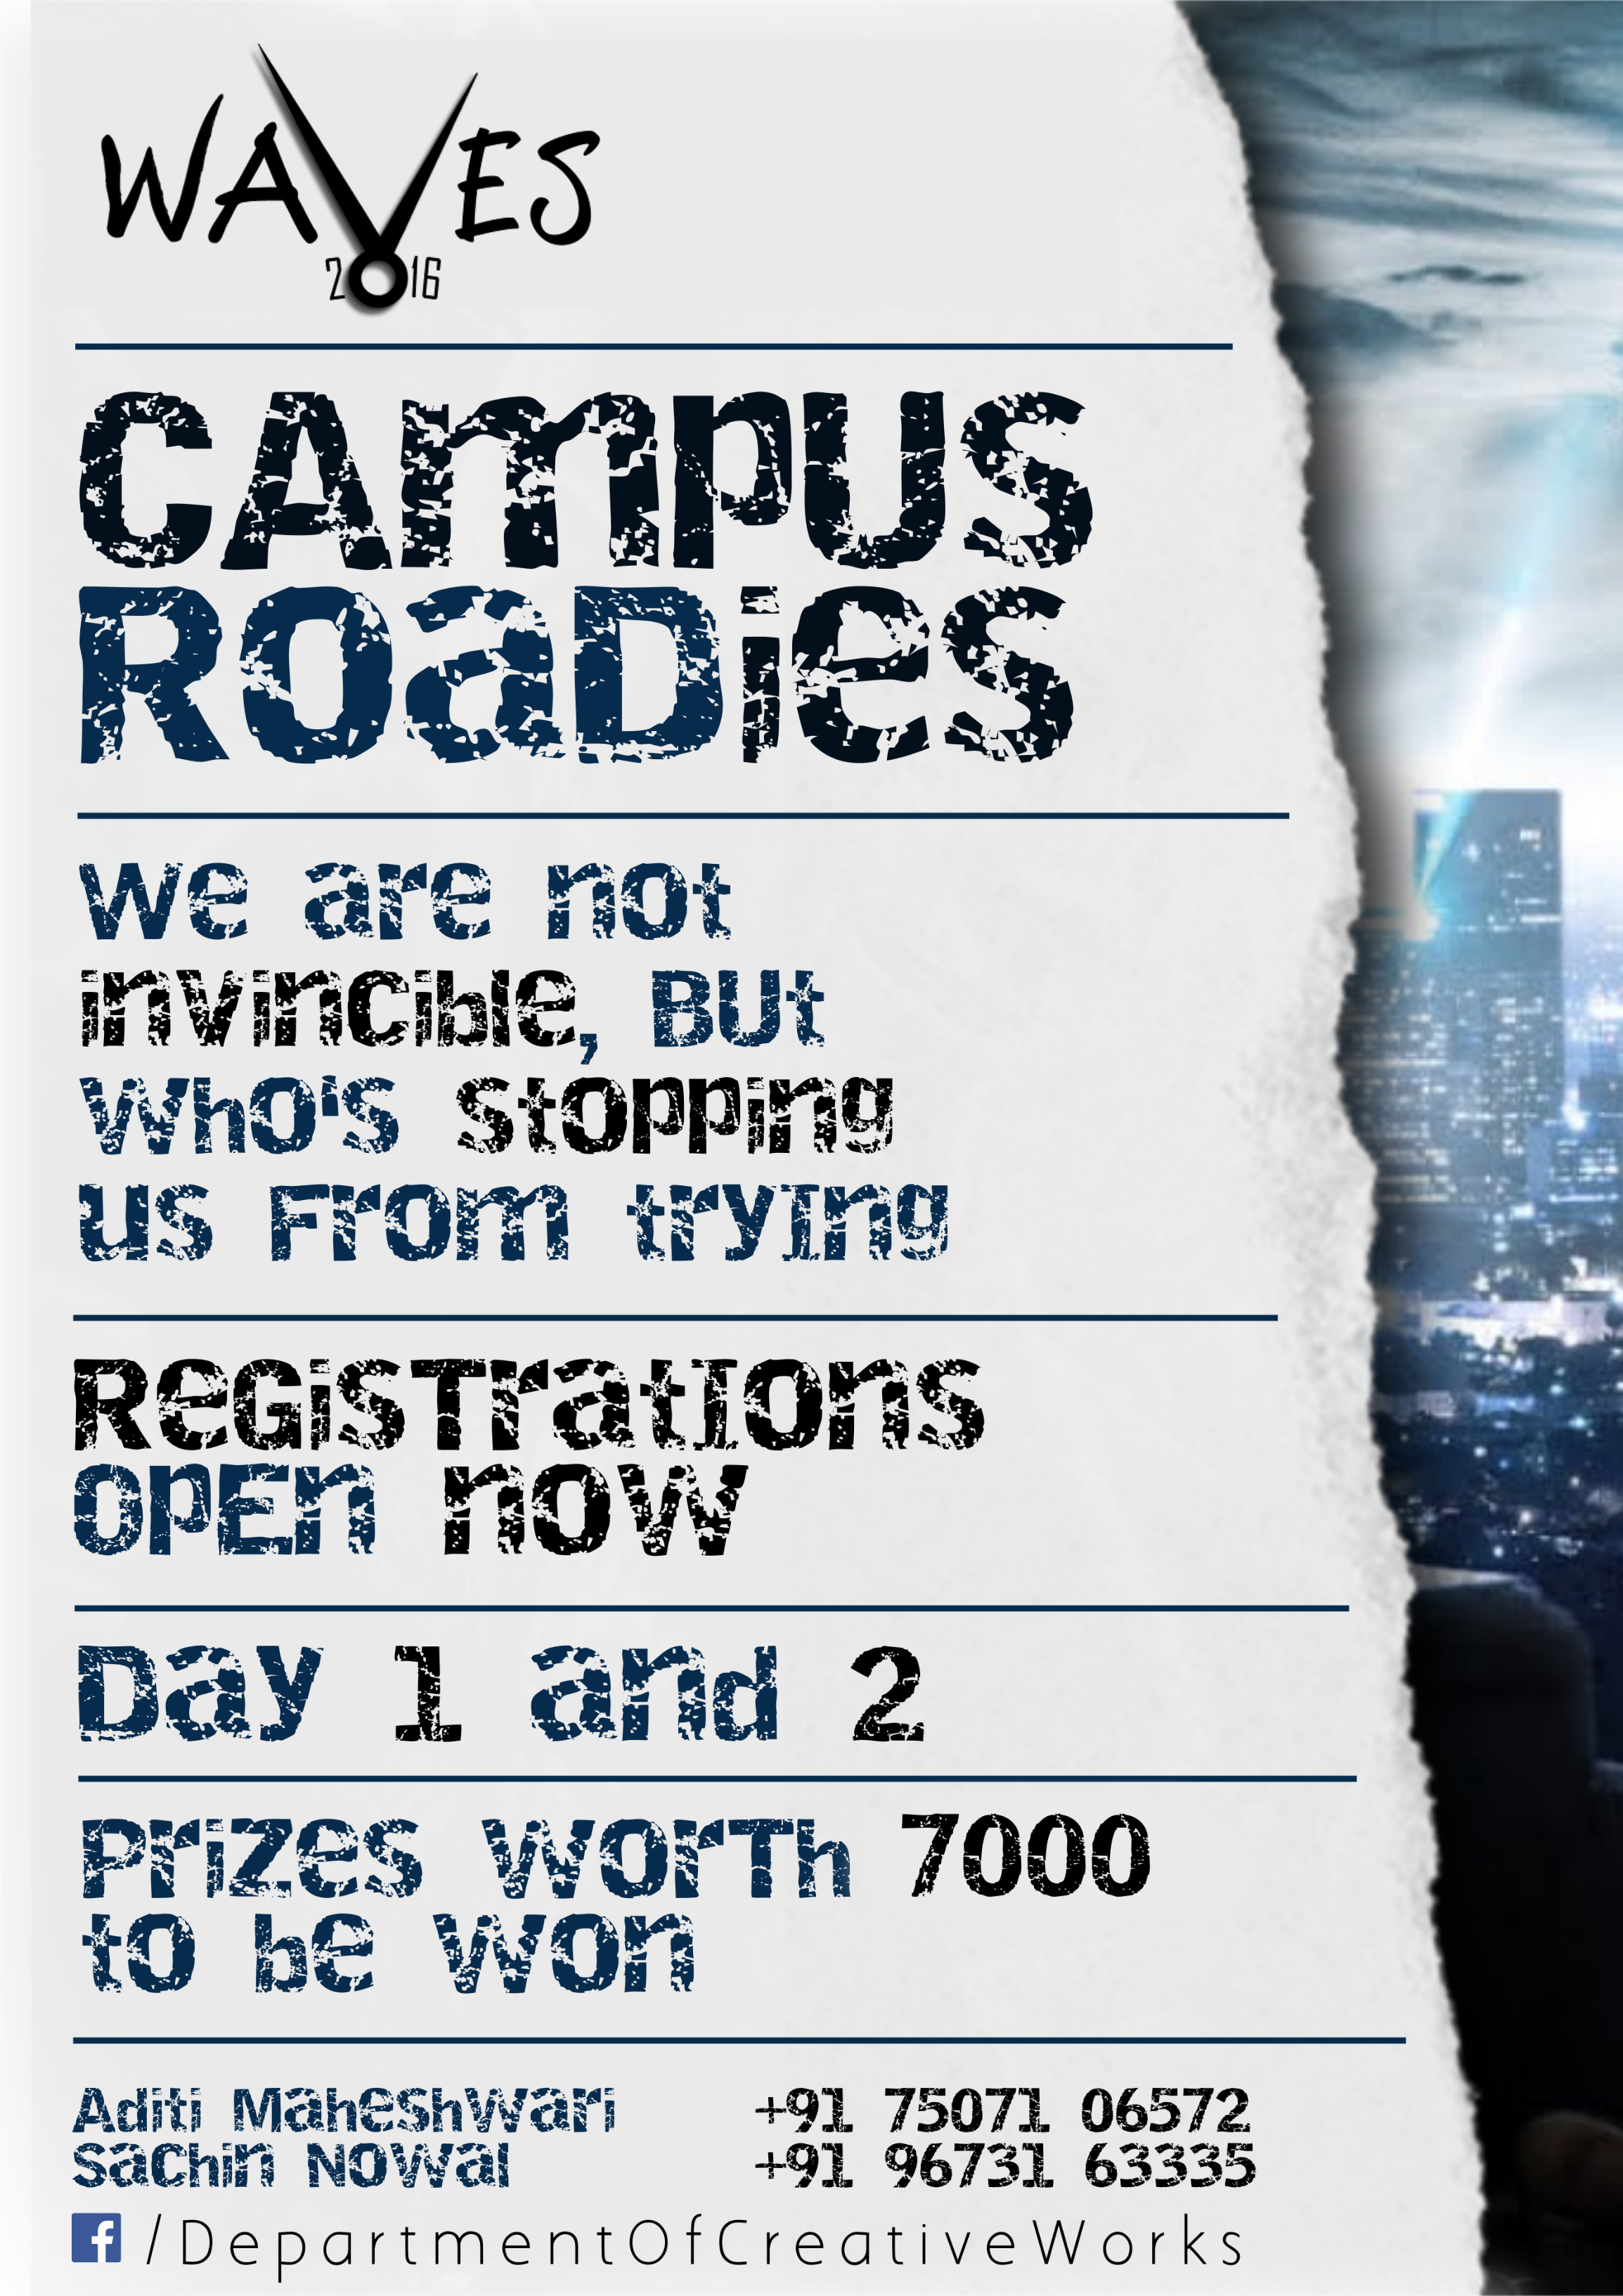 WAVES
2016
CAmpUS
RoaDies
we are not
invincible, BUt
who's stopping
us From tryIng
ReGisTratIons
opEn now
Day 1 and 2
prizes worTh 7000
to be won
Aditi Maheshwari +91 75071 06572
sachin Nowal +91 96731 63335
f /DepartmentOfCreativeWorks